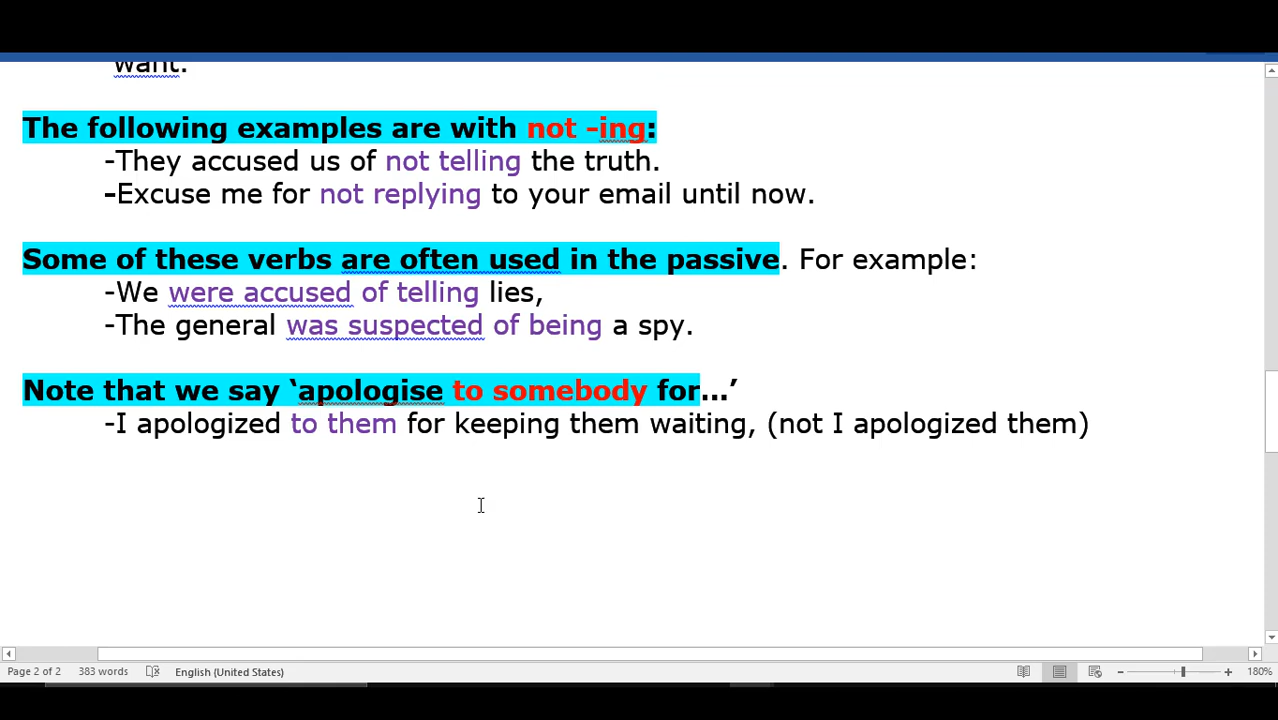 want.
The following examples are with not -ing:
-They accused us of not telling the truth.
-Excuse me for not replying to your email until now.
Some of these verbs are often used in the passive. For example:
-We were accused of telling lies,
-The general was suspected of being a spy.
Note that we say ‘apologise to somebody for…’
-I apologized to them for keeping them waiting, (not I apologized them)
Page 2 of 2 383 words English (United States) 180%